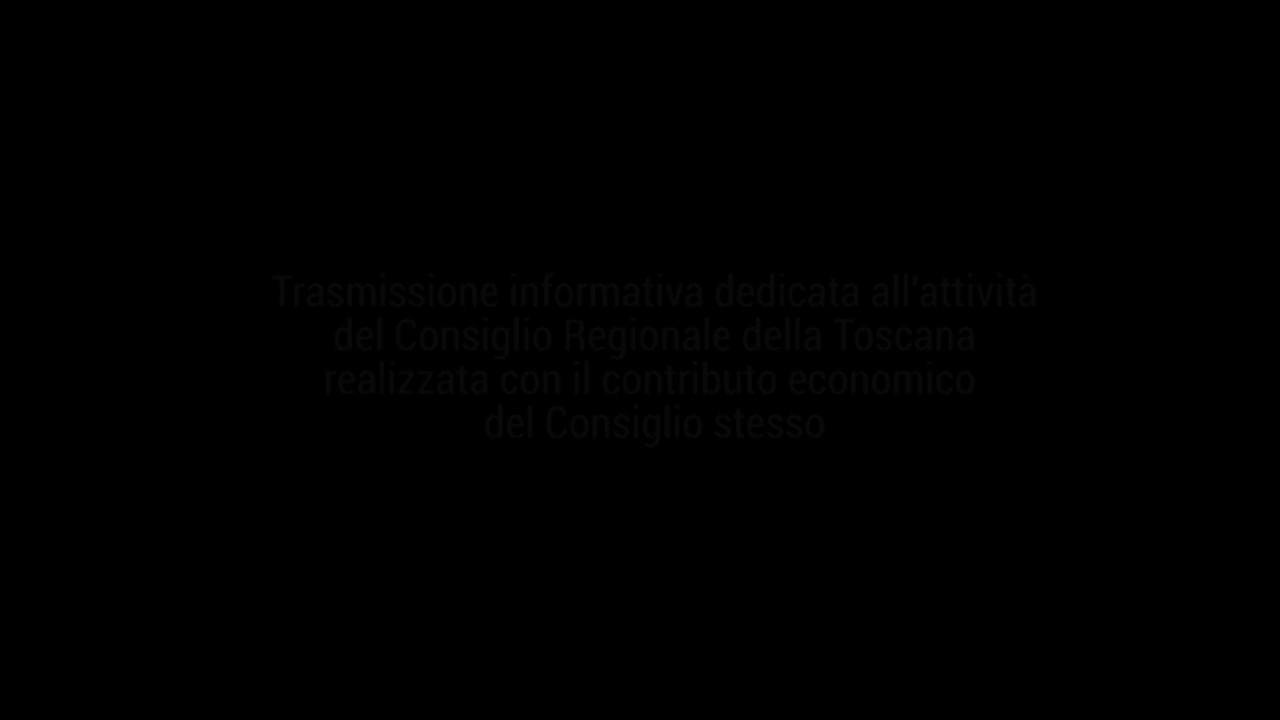 Trasmissione informativa dedicata all'attività
del Consiglio Regionale della Toscana
realizzata con il contributo economico
del Consiglio stesso